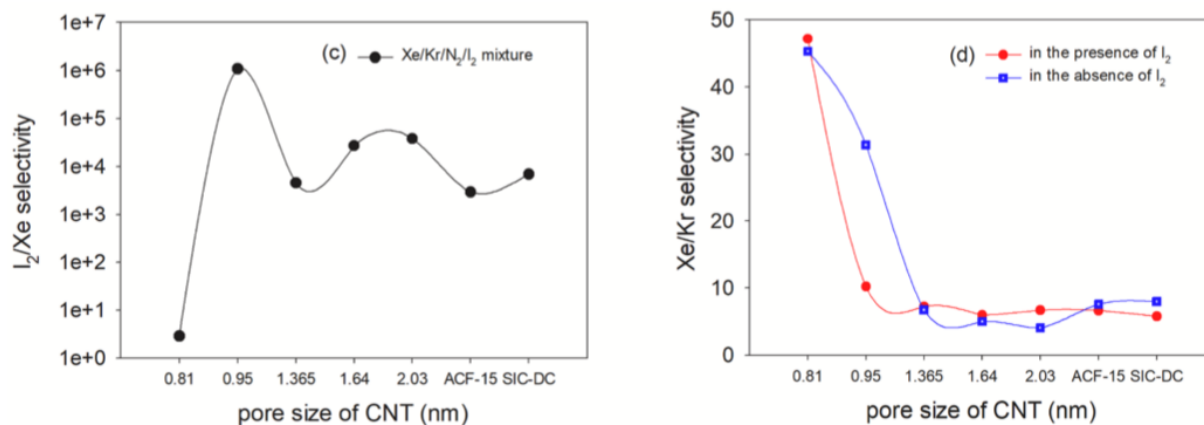 (c)
Xe/Kr/N2/I2 mixture
I2/Xe selectivity
1e+7
1e+6
1e+5
1e+4
1e+3
1e+2
1e+1
1e+0
0.81 0.95 1.365 1.64 2.03 ACF-15 SIC-DC
pore size of CNT (nm)
(d)
in the presence of I2
in the absence of I2
Xe/Kr selectivity
50
40
30
20
10
0
0.81 0.95 1.365 1.64 2.03 ACF-15 SIC-DC
pore size of CNT (nm)